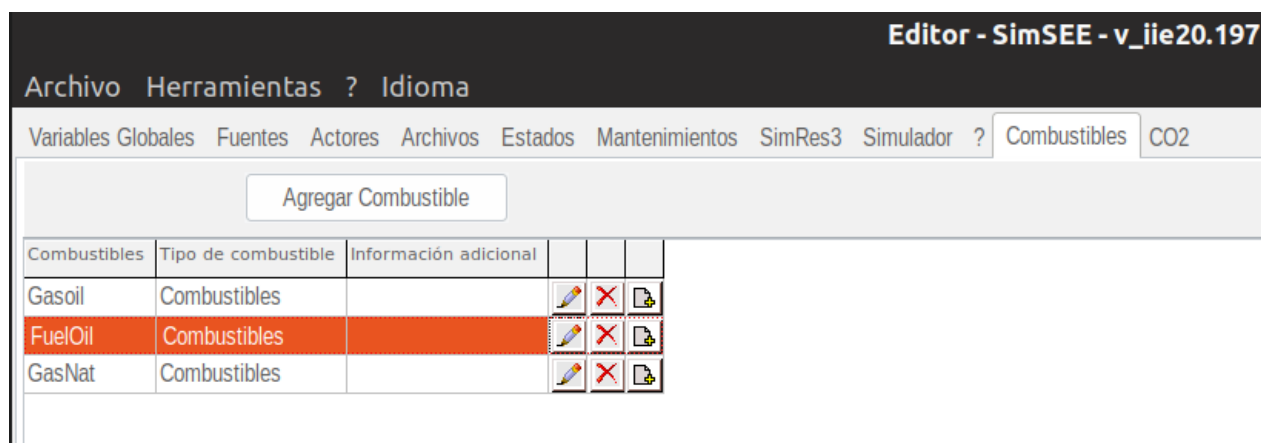 Editor - SimSEE - v_iie20.197
Archivo Herramientas ? Idioma
Variables Globales Fuentes Actores Archivos Estados Mantenimientos SimRes3 Simulador ? Combustibles CO2
Agregar Combustible
Combustibles Tipo de combustible Información adicional
Gasoil Combustibles
FuelOil Combustibles
GasNat Combustibles